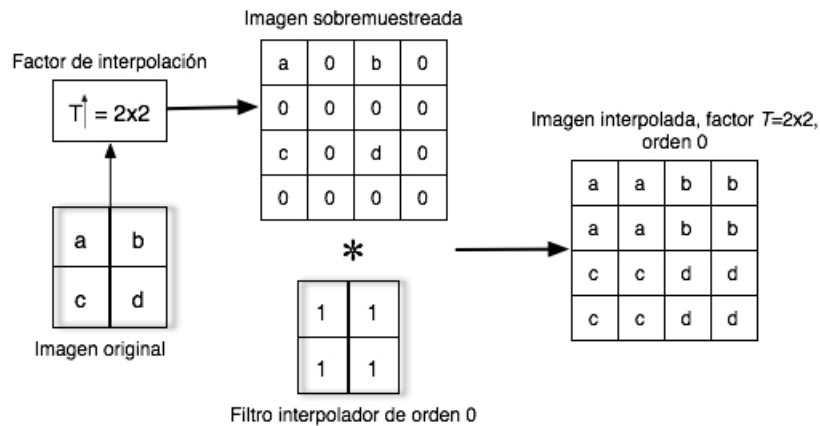 Imagen sobremuestreada
Factor de interpolación
T↑ = 2x2
a 0 b 0
0 0 0 0
c 0 d 0
0 0 0 0
a b
c d
Imagen original
*
1 1
1 1
Filtro interpolador de orden 0
Imagen interpolada, factor T=2x2,
orden 0
a a b b
a a b b
c c d d
c c d d